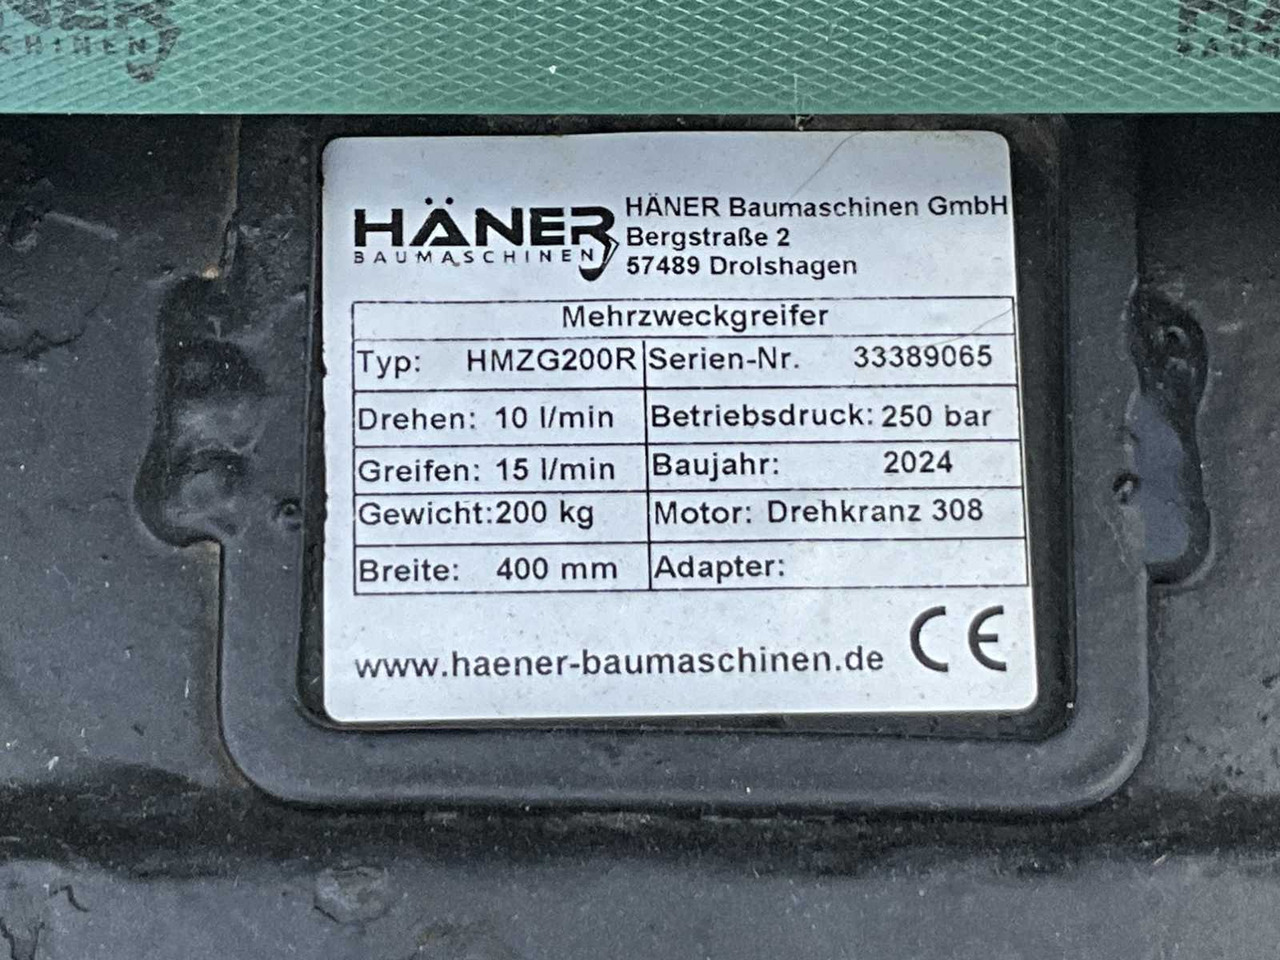 HÄNER
BAUMASCHINEN
HÄNER Baumaschinen GmbH
Bergstraße 2
57489 Drolshagen
Mehrzweckgreifer
Typ: HMZG200R Serien-Nr. 33389065
Drehen: 10 l/min Betriebsdruck: 250 bar
Greifen: 15 l/min Baujahr: 2024
Gewicht: 200 kg Motor: Drehkranz 308
Breite: 400 mm Adapter:
www.haener-baumaschinen.de CE